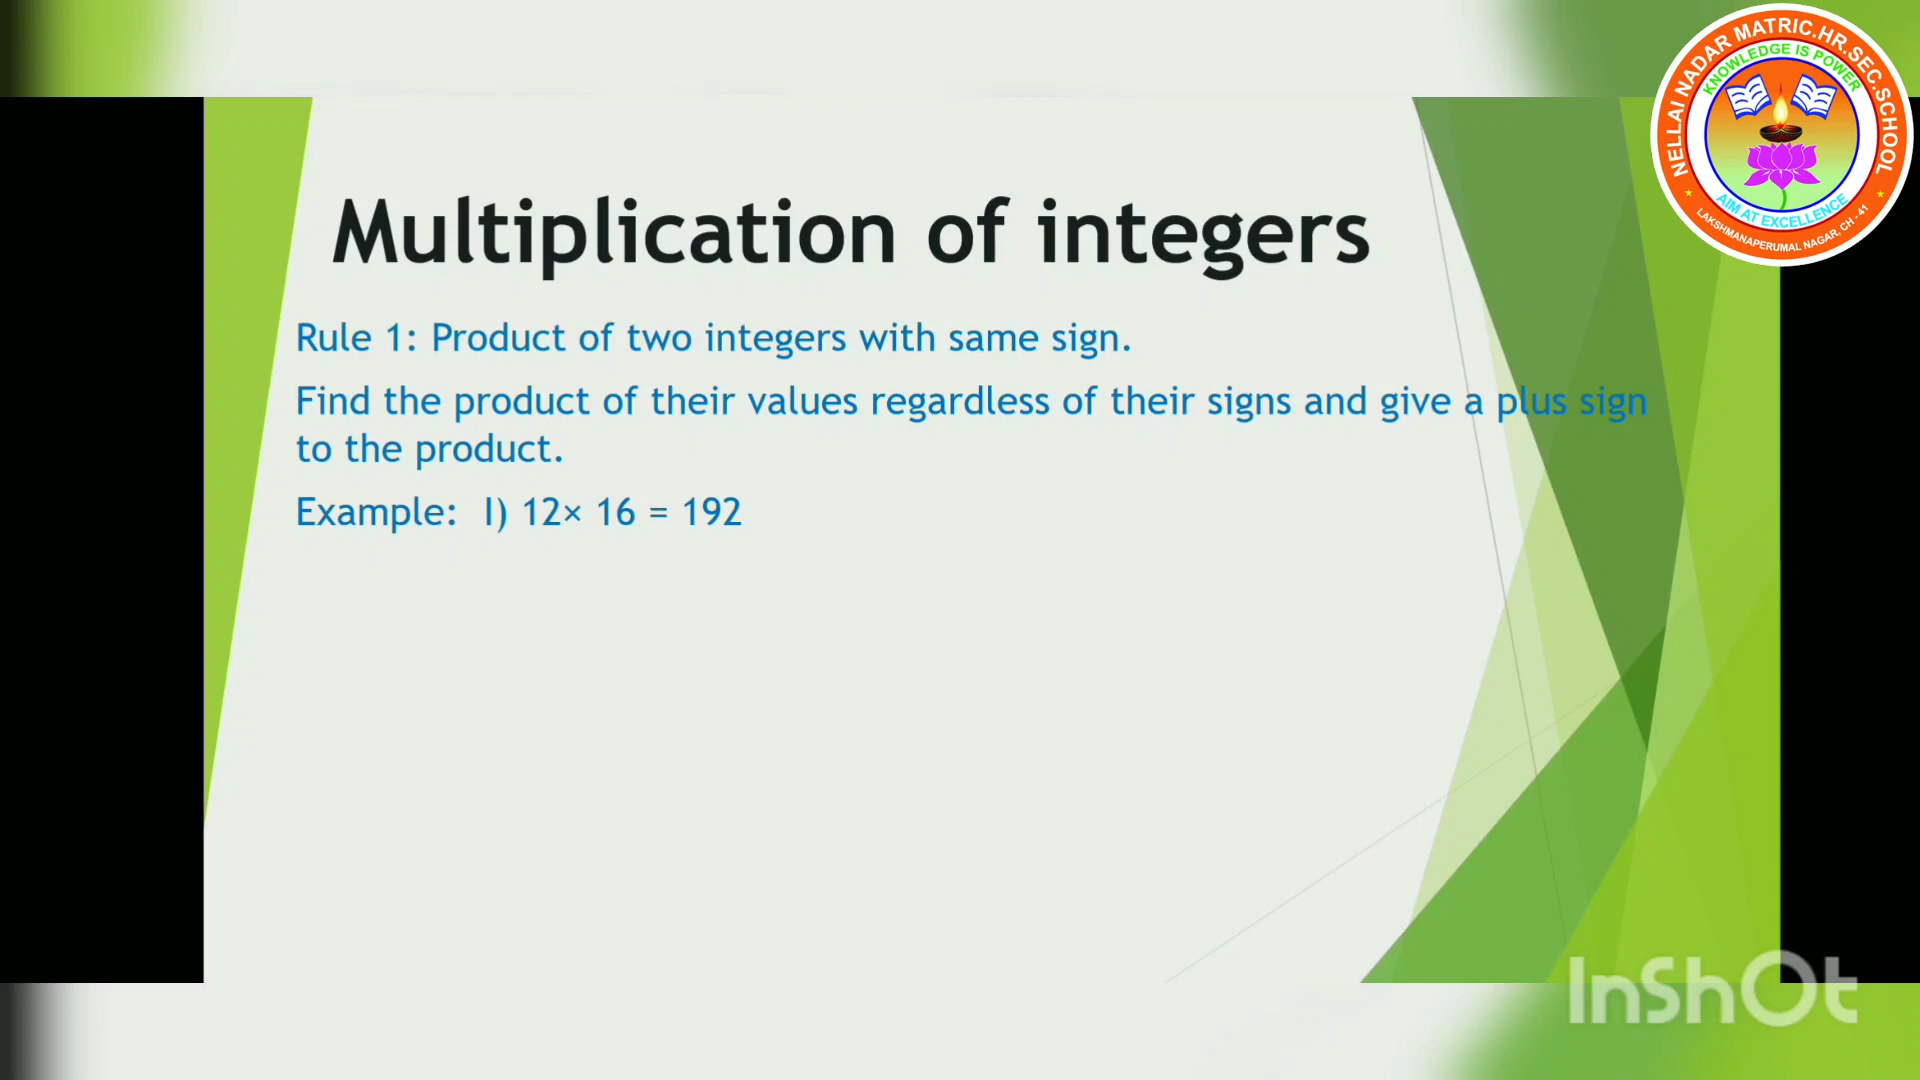 NELLAI NADAR MATRIC.HR.SEC.SCHOOL
KNOWLEDGE IS POWER
AIM AT EXCELLENCE
LAKSHMANAPERUMAL NAGAR, CH - 41
Multiplication of integers
Rule 1: Product of two integers with same sign.
Find the product of their values regardless of their signs and give a plus sign
to the product.
Example: I) 12× 16 = 192
InShOt